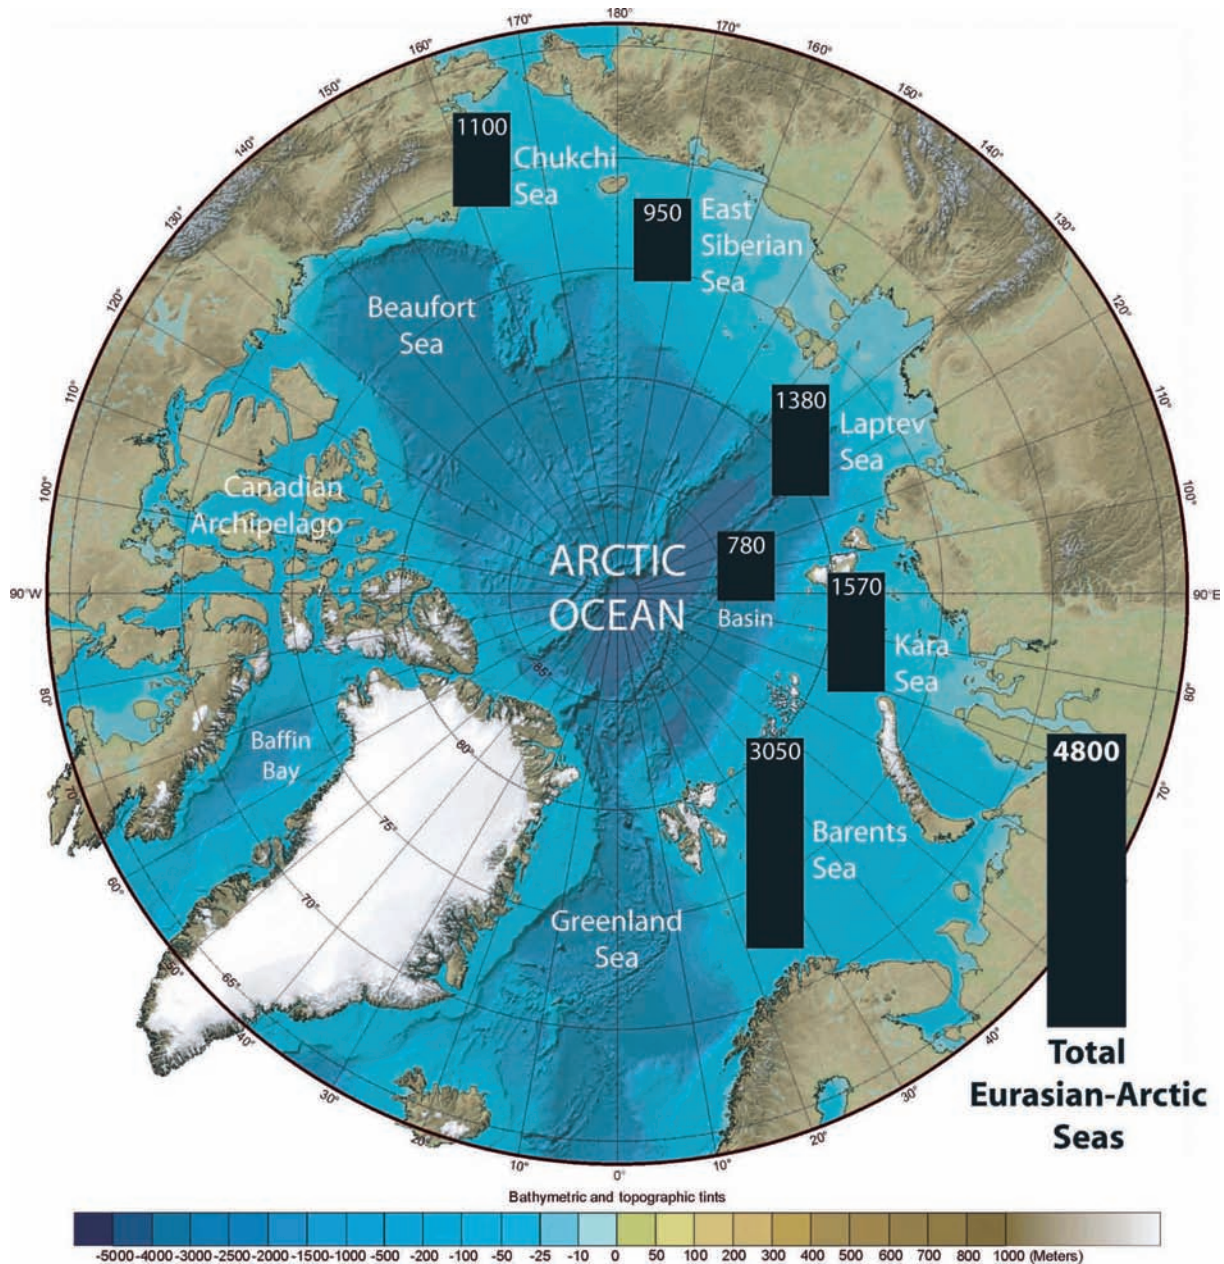 180°
170°
170°
160°
160°
150°
150°
140°
140°
130°
130°
120°
120°
110°
110°
100°
100°
90°W
90°E
80°
80°
70°
70°
60°
50°
40°
40°
30°
30°
20°
20°
10°
10°
0°
85°
80°
75°
70°
65°
1100
Chukchi
Sea
950
East
Siberian
Sea
Beaufort
Sea
1380
Laptev
Sea
Canadian
Archipelago
ARCTIC
OCEAN
780
Basin
1570
Kara
Sea
Baffin
Bay
3050
Barents
Sea
4800
Greenland
Sea
Total
Eurasian-Arctic
Seas
Bathymetric and topographic tints
-5000 -4000 -3000 -2500 -2000 -1500 -1000 -500 -200 -100 -50 -25 -10 0 50 100 200 300 400 500 600 700 800 1000 (Meters)